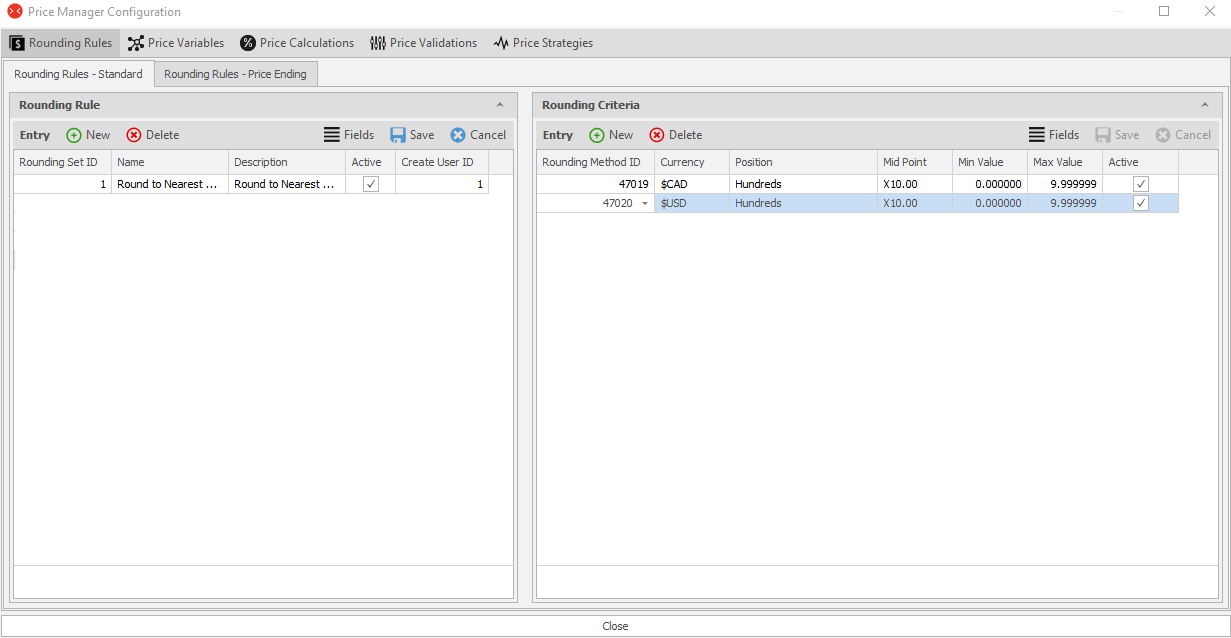 Price Manager Configuration
Rounding Rules Price Variables Price Calculations Price Validations Price Strategies
Rounding Rules - Standard Rounding Rules - Price Ending
Rounding Rule
Entry New Delete Fields Save Cancel
Rounding Set ID Name Description Active Create User ID
1 Round to Nearest ... Round to Nearest ... 1
Rounding Criteria
Entry New Delete Fields Save Cancel
Rounding Method ID Currency Position Mid Point Min Value Max Value Active
47019 $CAD Hundreds X10.00 0.000000 9.999999
47020 $USD Hundreds X10.00 0.000000 9.999999
Close